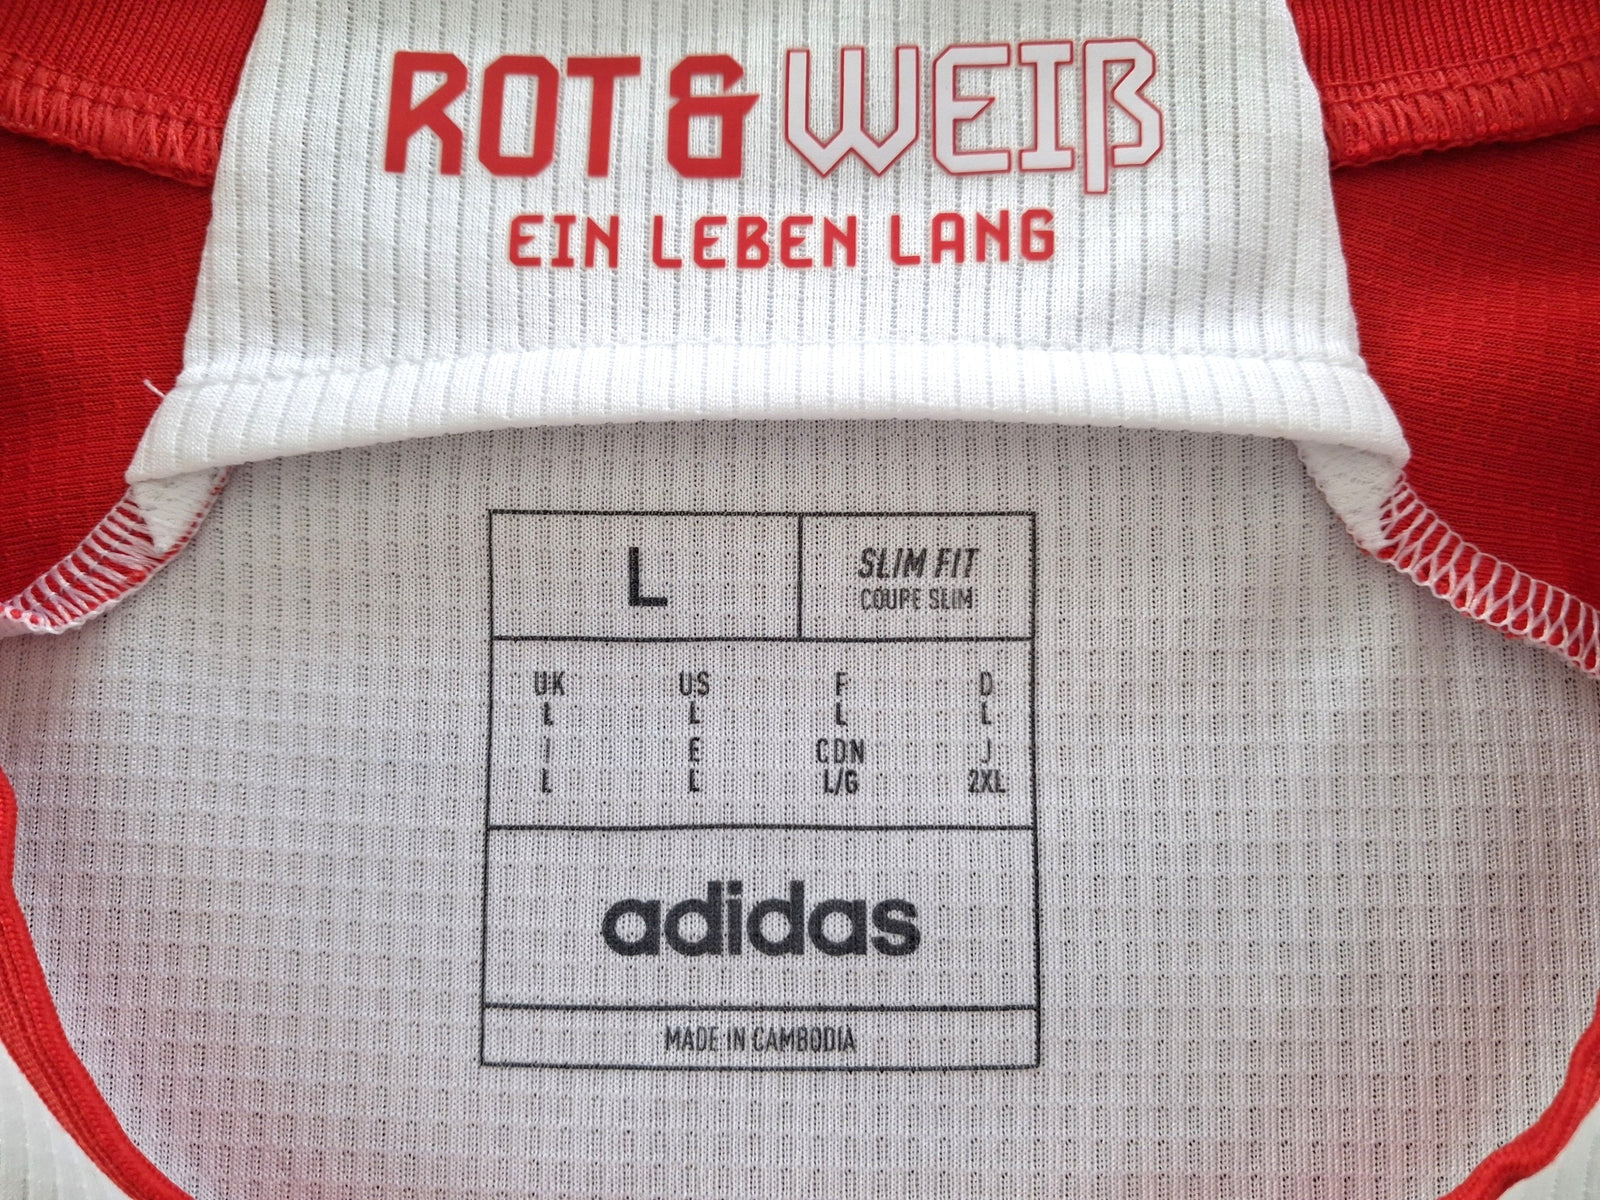 ROT & WEIß
EIN LEBEN LANG
L
SLIM FIT
COUPE SLIM
UK US F D
L L L L
I E CDN J
L L L/G 2XL
adidas
MADE IN CAMBODIA